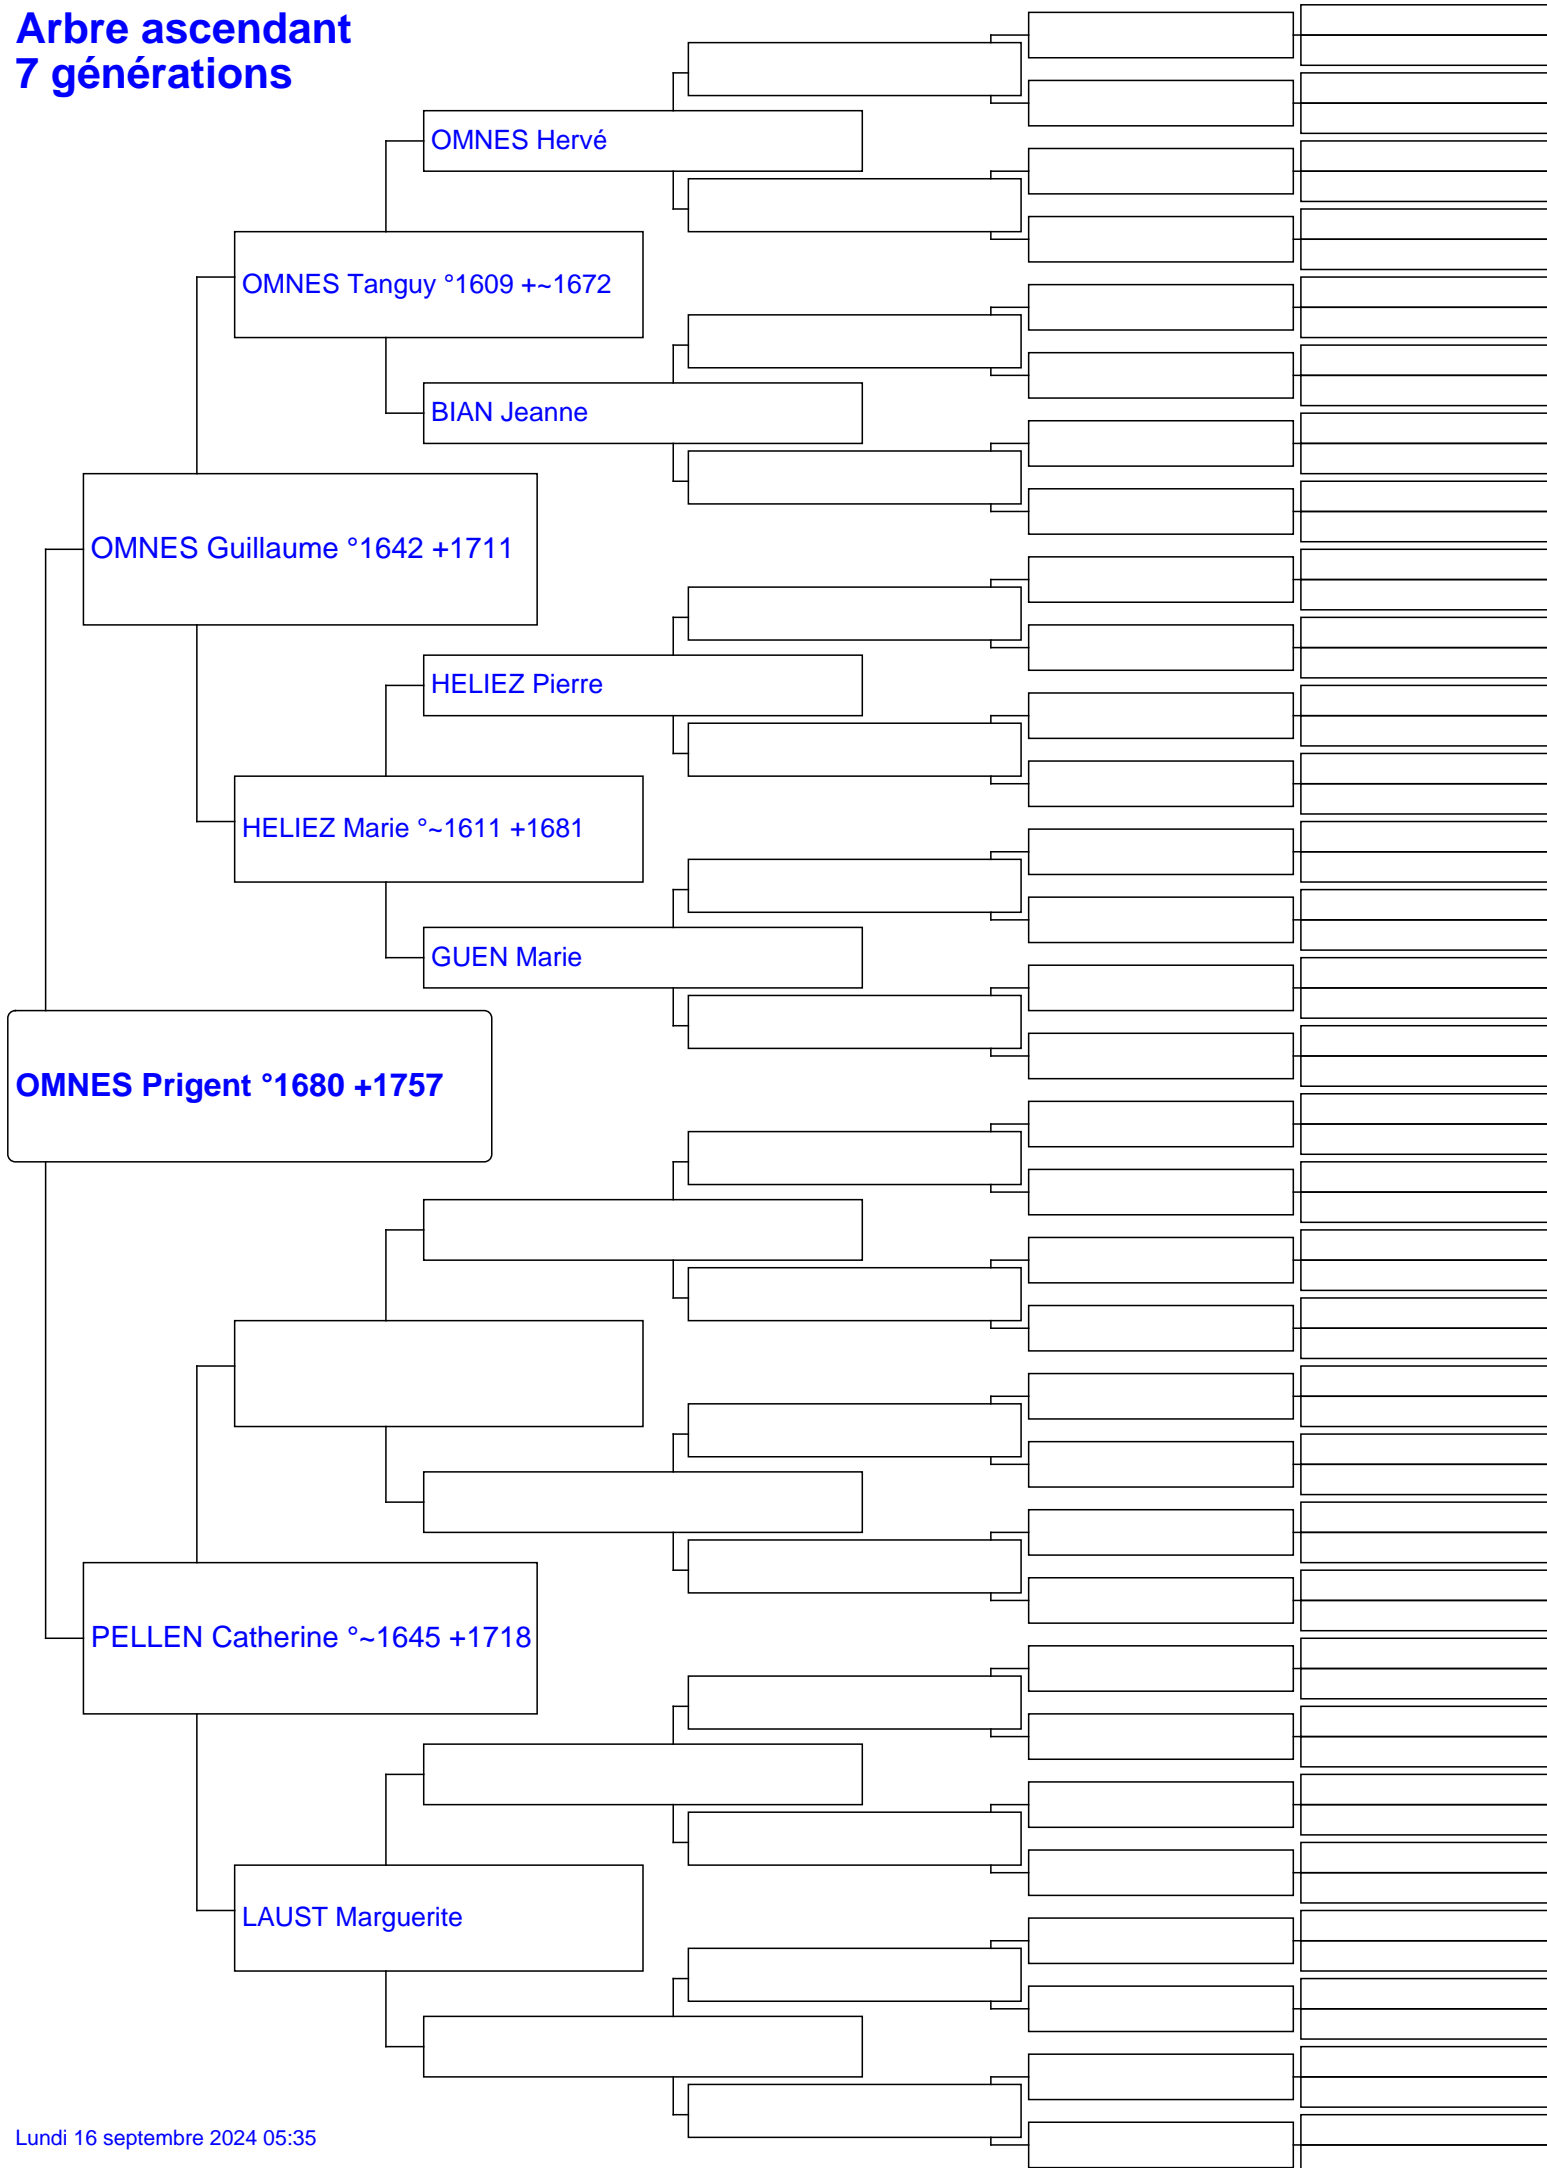 Arbre ascendant
7 générations
OMNES Hervé
OMNES Tanguy °1609 +~1672
BIAN Jeanne
OMNES Guillaume °1642 +1711
HELIEZ Pierre
HELIEZ Marie °~1611 +1681
GUEN Marie
OMNES Prigent °1680 +1757
PELLEN Catherine °~1645 +1718
LAUST Marguerite
Lundi 16 septembre 2024 05:35